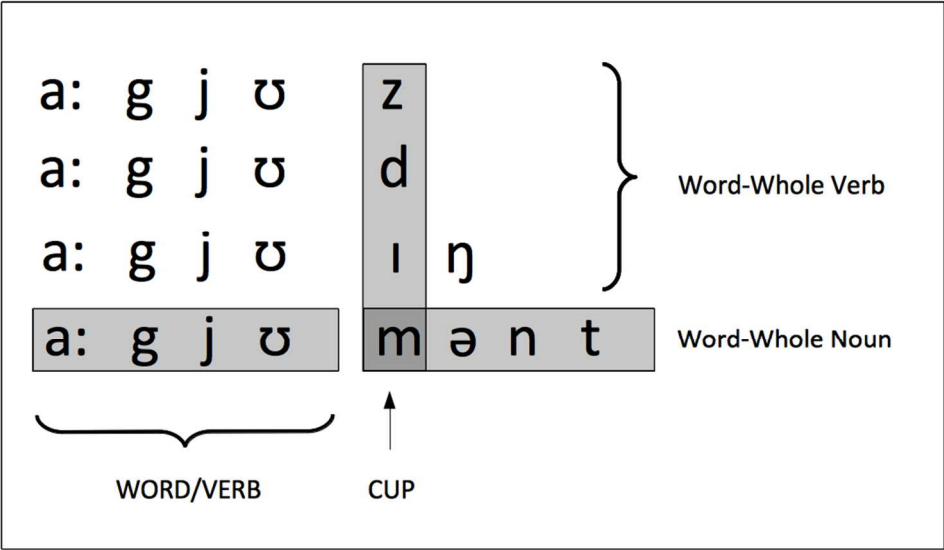 a: g j ʊ z
a: g j ʊ d
a: g j ʊ ı ŋ
Word-Whole Verb
a: g j ʊ m ə n t
Word-Whole Noun
WORD/VERB
CUP